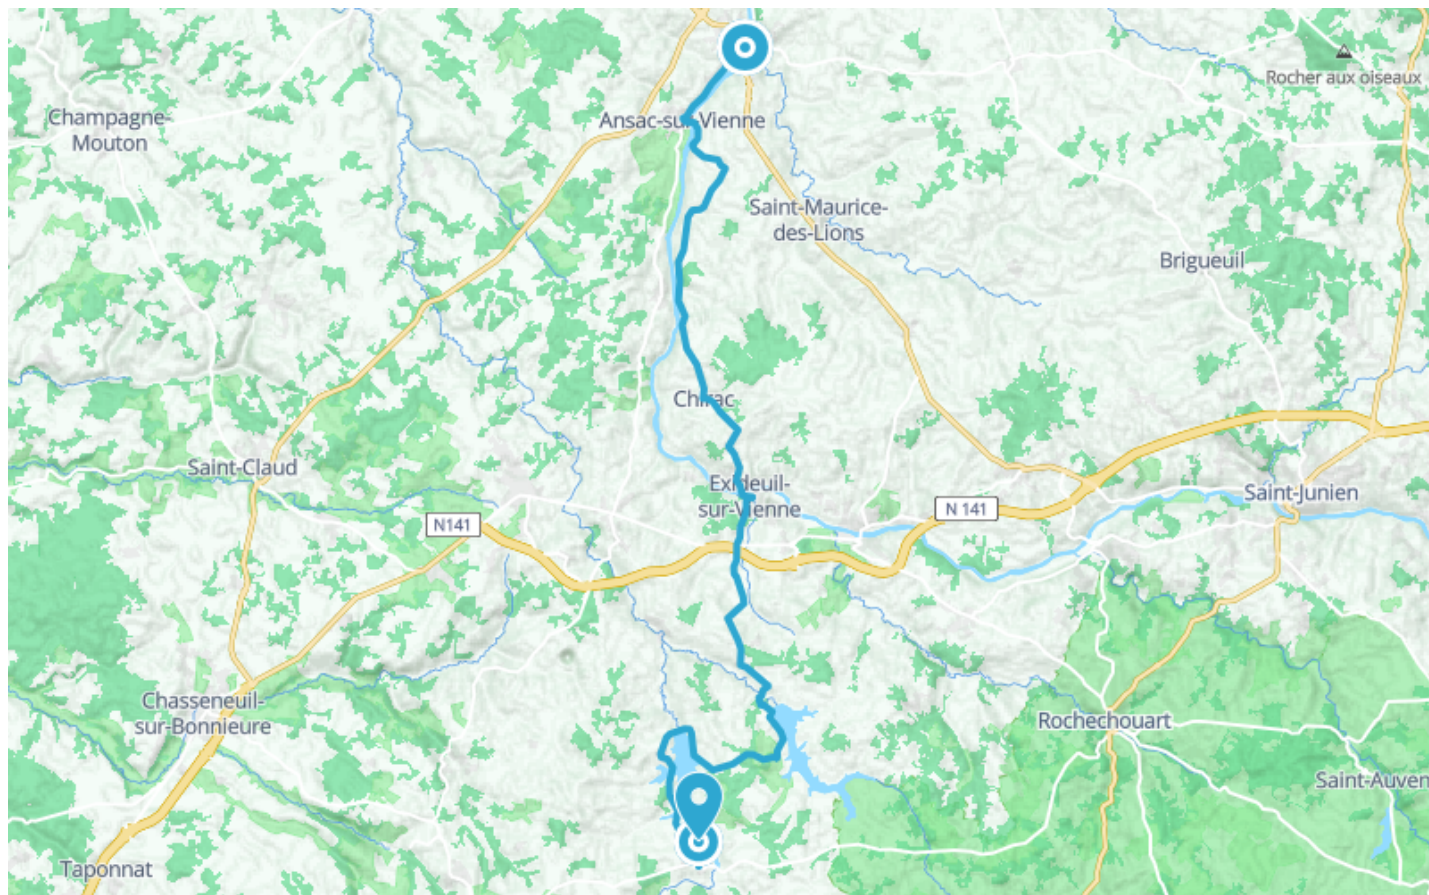 Rocher aux oiseaux
Champagne-
Mouton
Ansac-sur-Vienne
Saint-Maurice-
des-Lions
Brigueuil
Chirac
Saint-Claud
Exideuil-
sur-Vienne
Saint-Junien
N 141
N141
Chasseneuil-
sur-Bonnieure
Rochechouart
Saint-Auven
Taponnat